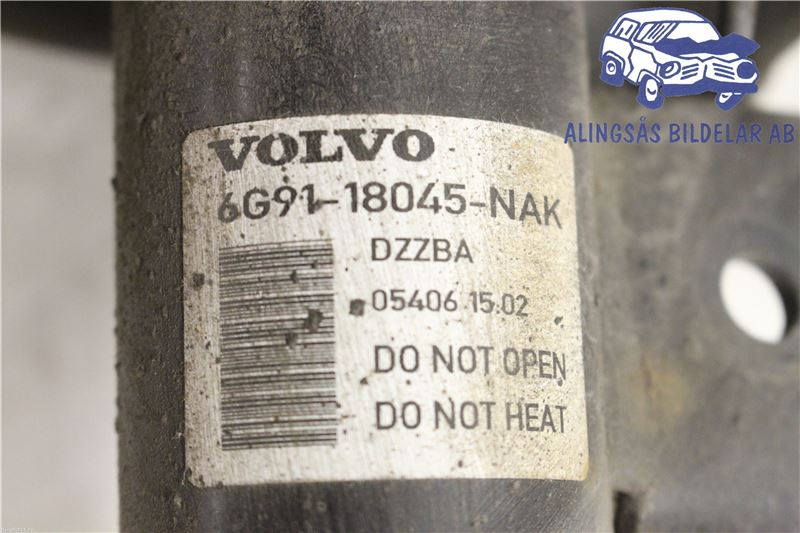 ALINGSÅS BILDELAR AB
VOLVO
6G91-18045-NAK
DZZBA
05406 15:02
DO NOT OPEN
DO NOT HEAT